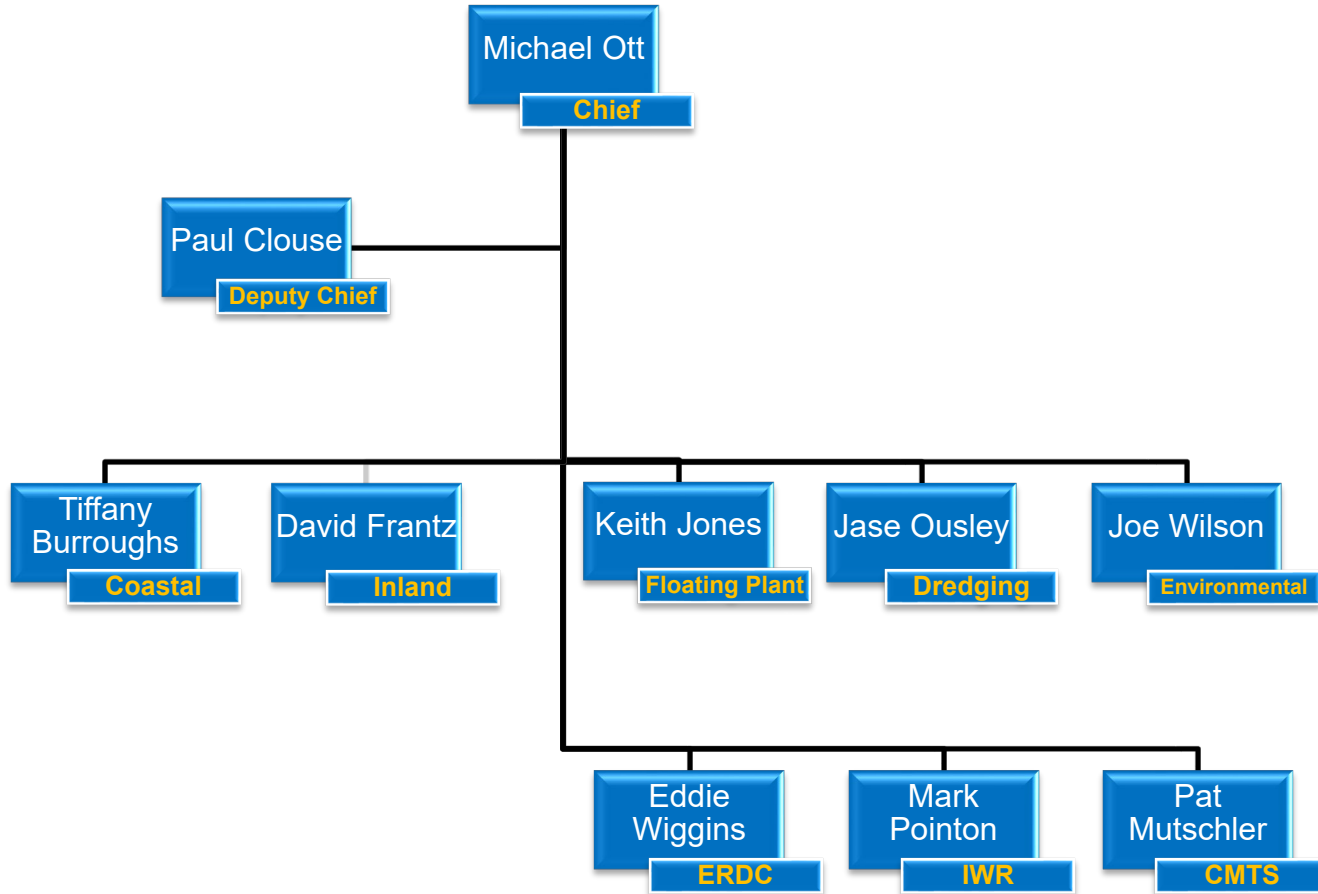 Michael Ott
Chief
Paul Clouse
Deputy Chief
Tiffany
Burroughs
Coastal
David Frantz
Inland
Keith Jones
Floating Plant
Jase Ousley
Dredging
Joe Wilson
Environmental
Eddie
Wiggins
ERDC
Mark
Pointon
IWR
Pat
Mutschler
CMTS